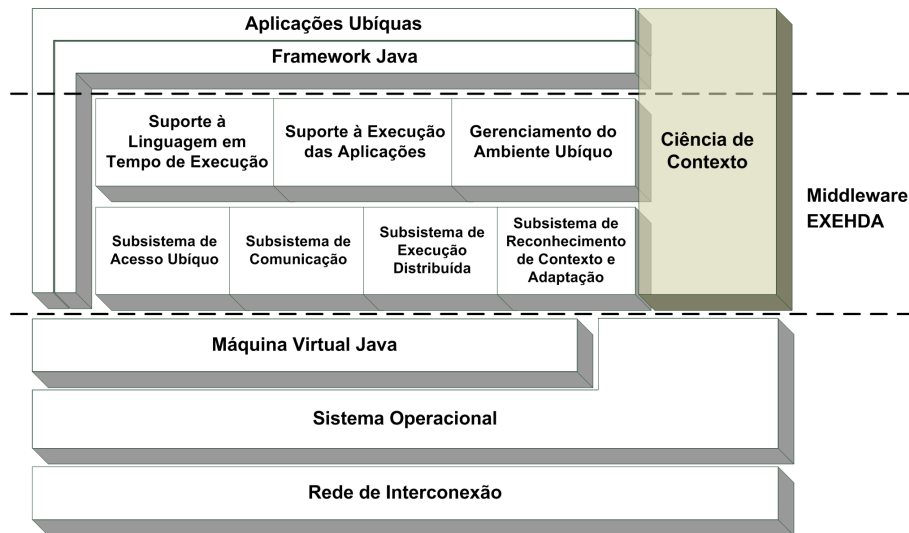 Aplicações Ubíquas
Framework Java
Suporte à
Linguagem em
Tempo de Execução
Suporte à Execução
das Aplicações
Gerenciamento do
Ambiente Ubíquo
Ciência de
Contexto
Middleware
EXEHDA
Subsistema de
Acesso Ubíquo
Subsistema de
Comunicação
Subsistema de
Execução
Distribuída
Subsistema de
Reconhecimento
de Contexto e
Adaptação
Máquina Virtual Java
Sistema Operacional
Rede de Interconexão